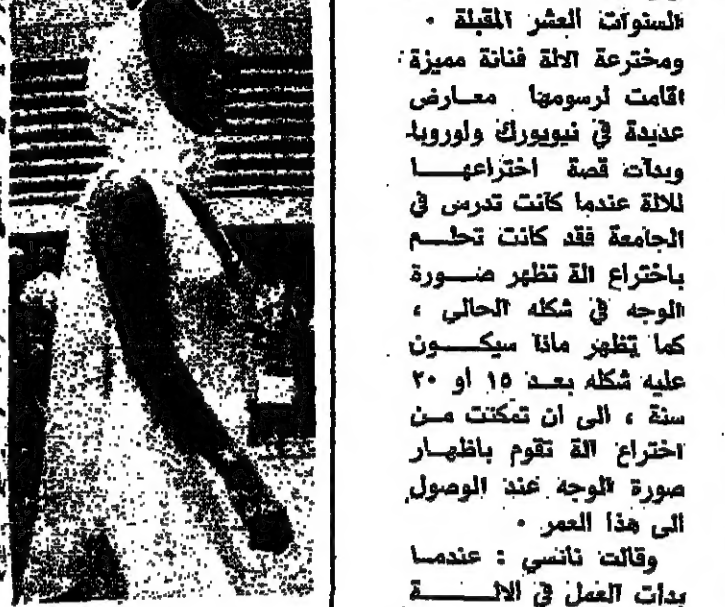 السنوات العشر المقبلة .
ومخترعة الالة فنانة مميزة
اقامت لرسومها معارض
عديدة في نيويورك ولوروبا
وبدات قصة اختراعها
للالة عندما كانت تدرس في
الجامعة فقد كانت تحلم
باختراع الة تظهر صورة
الوجه في شكله الحالي ،
كما يظهر ماذا سيكون
عليه شكله بعد ١٥ او ٢٠
سنة ، الى ان تمكنت من
اختراع الة تقوم باظهار
صورة الوجه عند الوصول
الى هذا العمر .
وقالت نانسي : عندما
بدات العمل في الالة